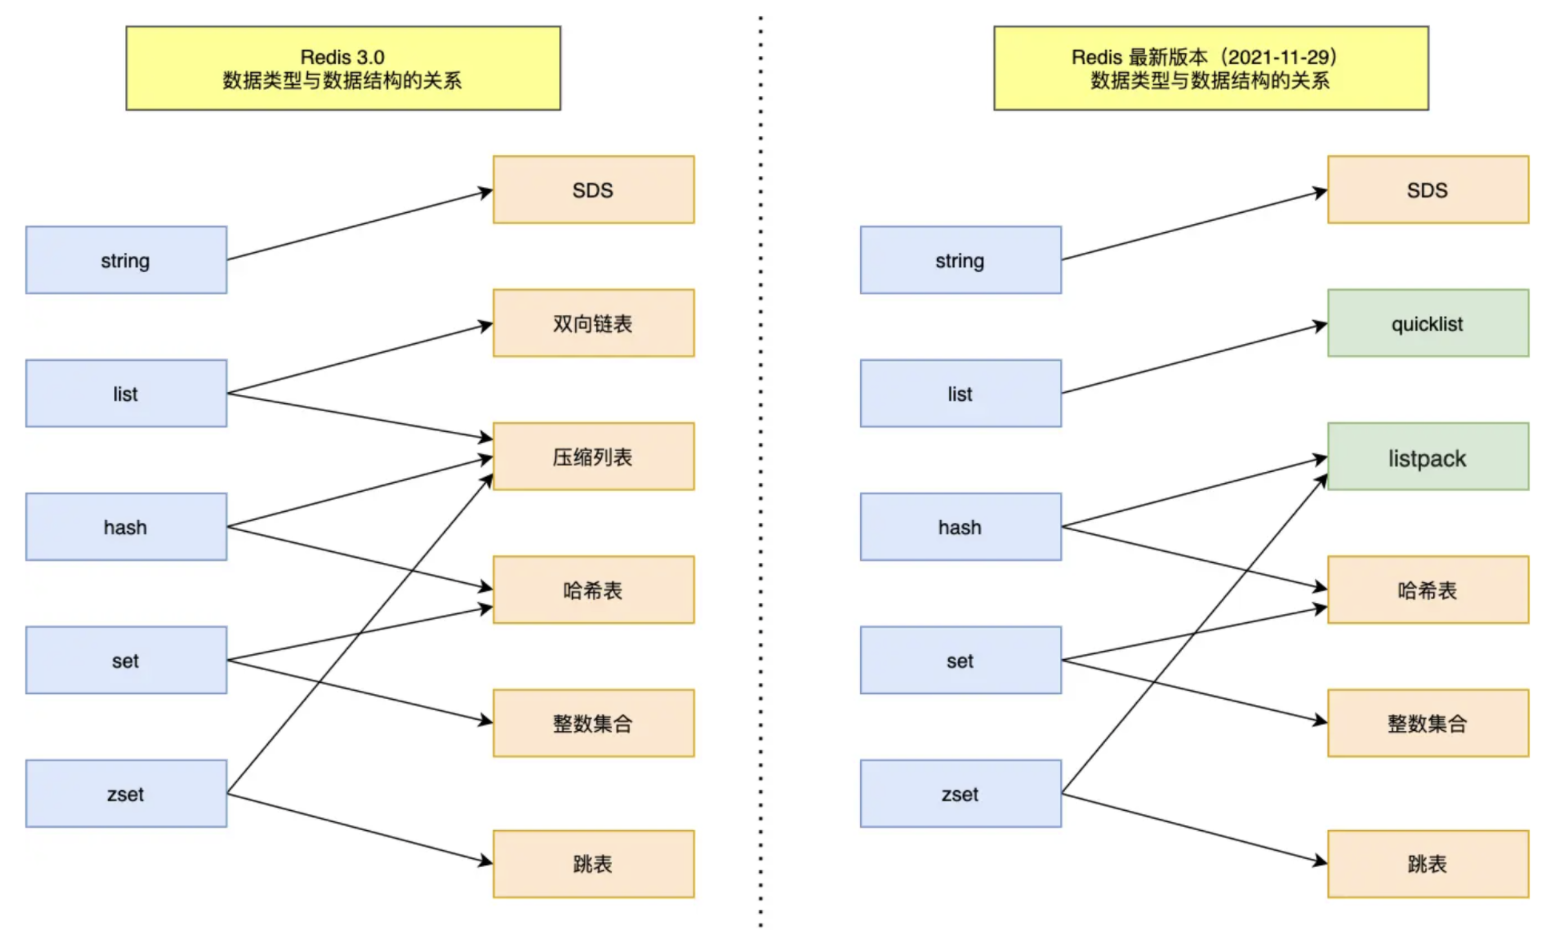 Redis 3.0
数据类型与数据结构的关系
SDS
string
双向链表
list
压缩列表
hash
哈希表
set
整数集合
zset
跳表
Redis 最新版本（2021-11-29）
数据类型与数据结构的关系
SDS
string
quicklist
list
listpack
hash
哈希表
set
整数集合
zset
跳表